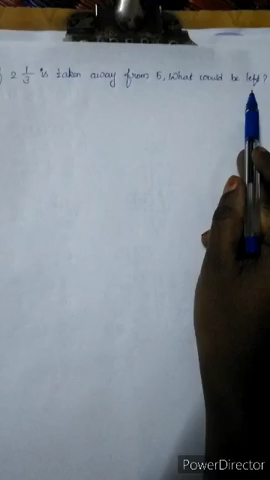 2 1/3 is taken away from 5, What would be left?
PowerDirector